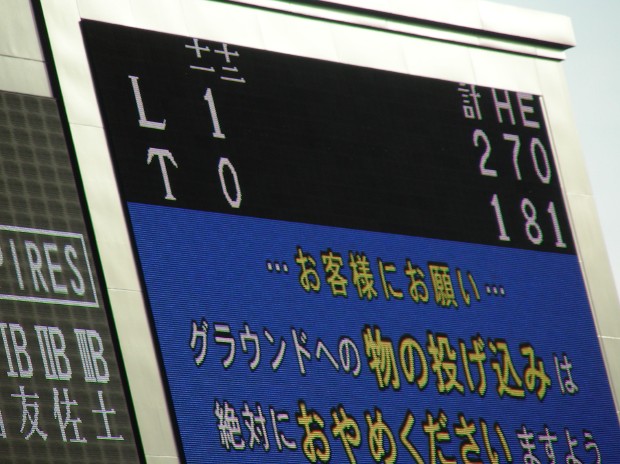 十一 十二 計 H E
L 1 2 7 0
T 0 1 8 1
…お客様にお願い…
グラウンドへの物の投げ込みは
絶対におやめくださいますよう
PIRES
IB ⅡB ⅢB
友 佐 土